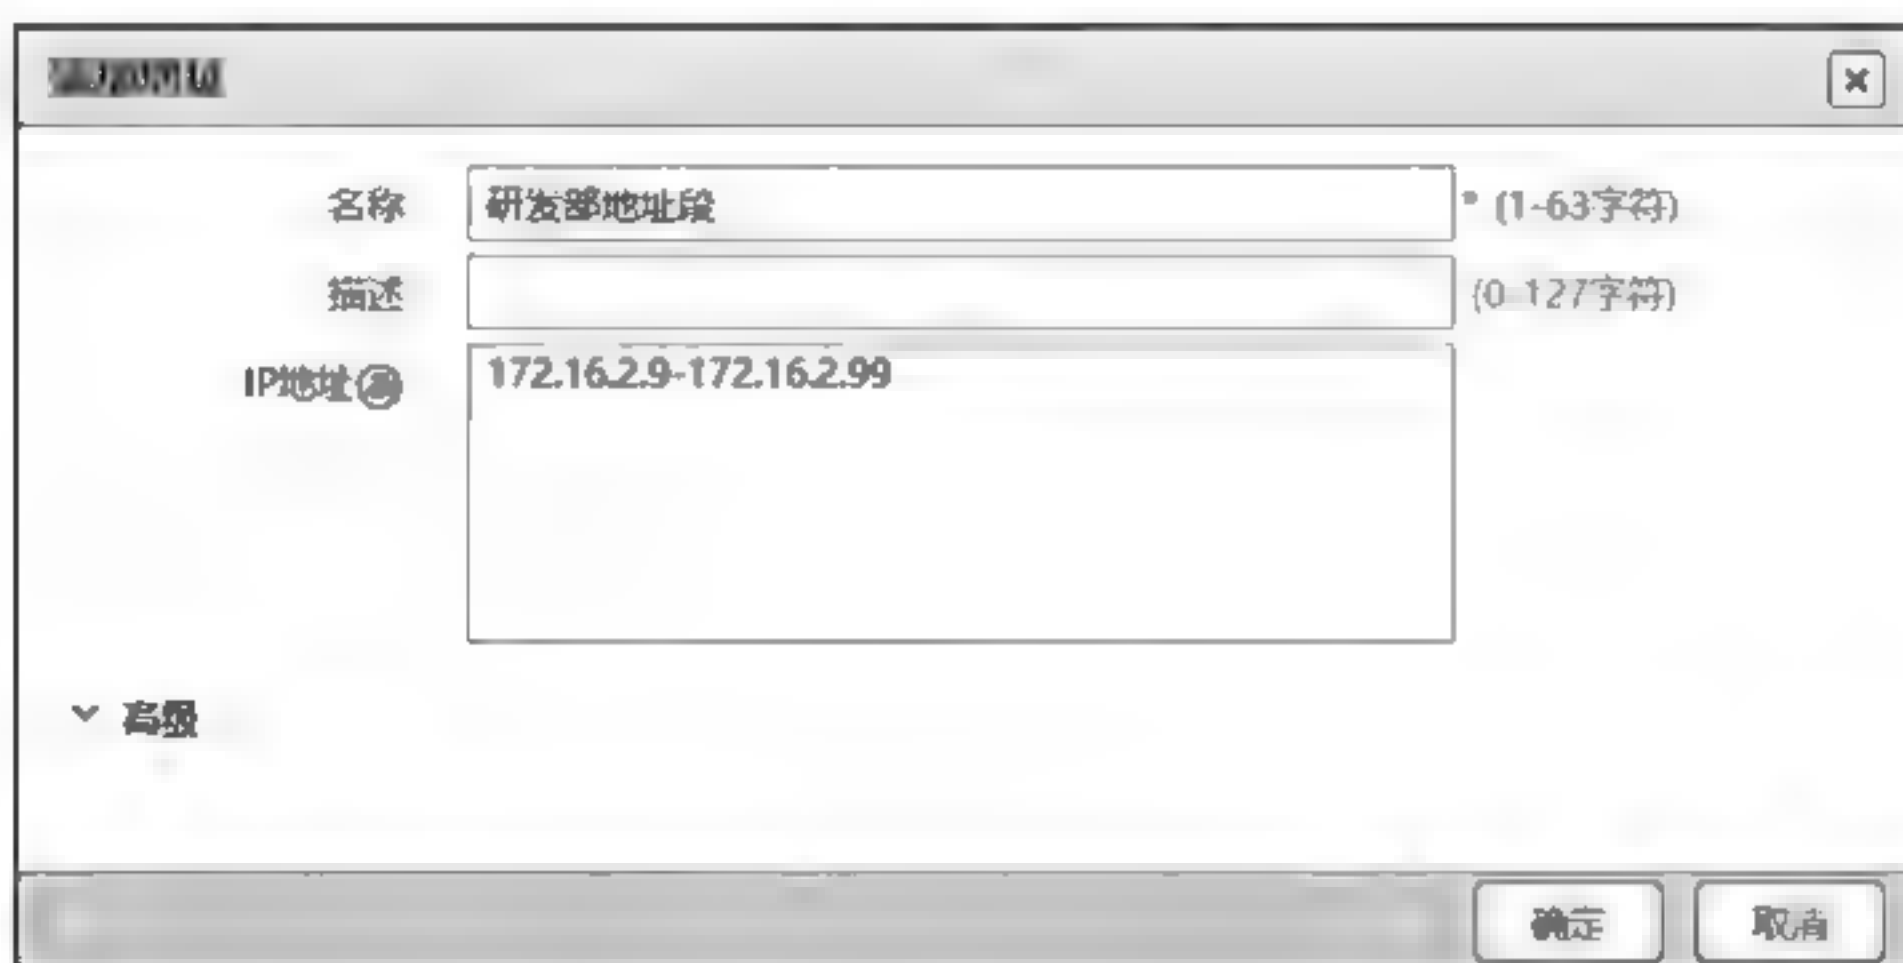 名称 研发部地址段 * (1-63字符)
描述 (0-127字符)
IP地址 172.16.2.9-172.16.2.99
高级
确定 取消